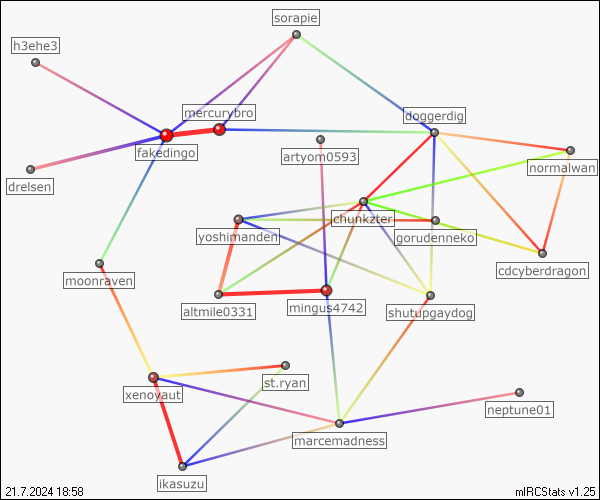 sorapie
h3ehe3
mercurybro
doggerdig
fakedingo
artyom0593
normalwan
drelsen
chunkzter
yoshimanden
gorudenneko
cdcyberdragon
moonraven
altmile0331
mingus4742
shutupgaydog
st.ryan
xenoyaut
neptune01
marcemadness
ikasuzu
21.7.2024 18:58
mIRCStats v1.25